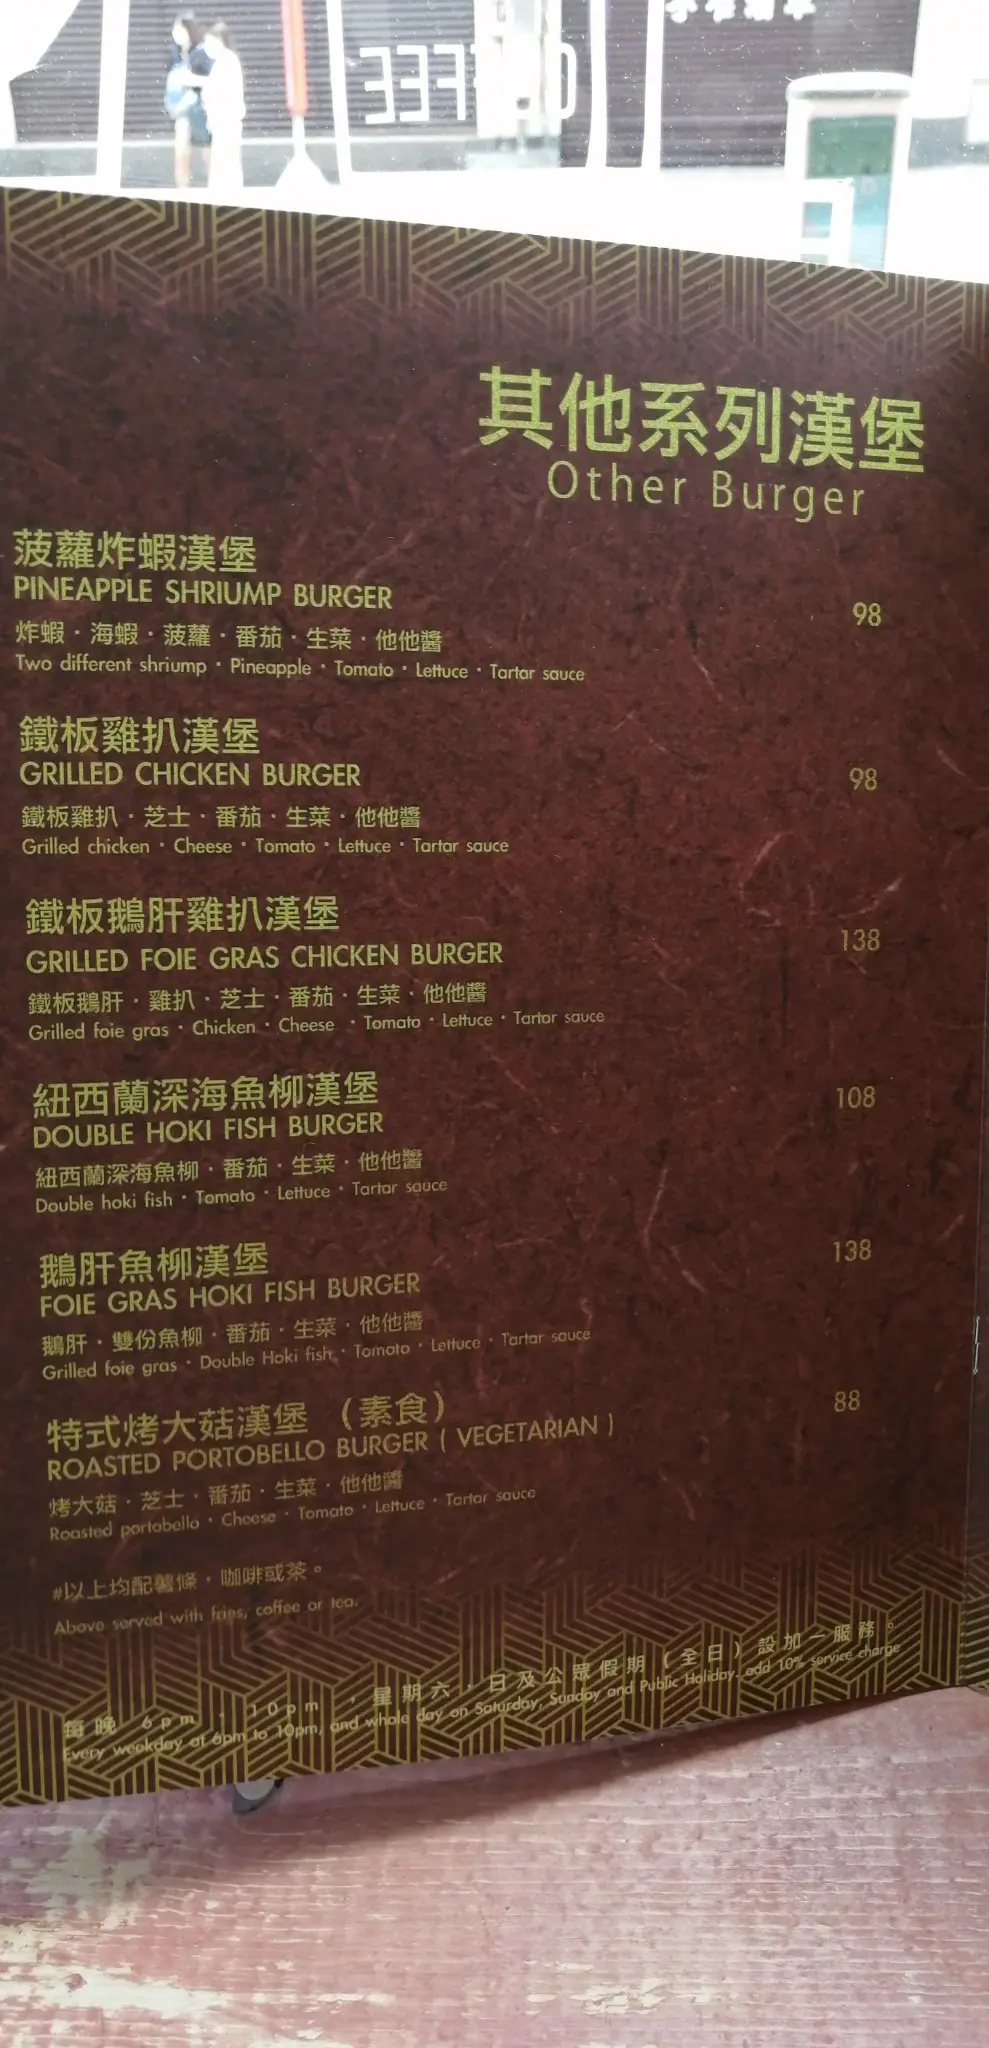 COFFEE
其他系列漢堡
Other Burger
菠蘿炸蝦漢堡
PINEAPPLE SHRIUMP BURGER
98
炸蝦・海蝦・菠蘿・番茄・生菜・他他醬
Two different shriump・Pineapple・Tomato・Lettuce・Tartar sauce
鐵板雞扒漢堡
GRILLED CHICKEN BURGER
98
鐵板雞扒・芝士・番茄・生菜・他他醬
Grilled chicken・Cheese・Tomato・Lettuce・Tartar sauce
鐵板鵝肝雞扒漢堡
GRILLED FOIE GRAS CHICKEN BURGER
138
鐵板鵝肝・雞扒・芝士・番茄・生菜・他他醬
Grilled foie gras・Chicken・Cheese・Tomato・Lettuce・Tartar sauce
紐西蘭深海魚柳漢堡
DOUBLE HOKI FISH BURGER
108
紐西蘭深海魚柳・番茄・生菜・他他醬
Double hoki fish・Tomato・Lettuce・Tartar sauce
鵝肝魚柳漢堡
FOIE GRAS HOKI FISH BURGER
138
鵝肝・雙份魚柳・番茄・生菜・他他醬
Grilled foie gras・Double Hoki fish・Tomato・Lettuce・Tartar sauce
特式烤大菇漢堡 （素食）
ROASTED PORTOBELLO BURGER ( VEGETARIAN )
88
烤大菇・芝士・番茄・生菜・他他醬
Roasted portobello・Cheese・Tomato・Lettuce・Tartar sauce
#以上均配薯條，咖啡或茶。
Above served with fries, coffee or tea.
每晚 6pm - 10pm ，星期六，日及公眾假期（全日）設加一服務。
Every weekday at 6pm to 10pm, and whole day on Saturday, Sunday and Public Holiday. add 10% service charge